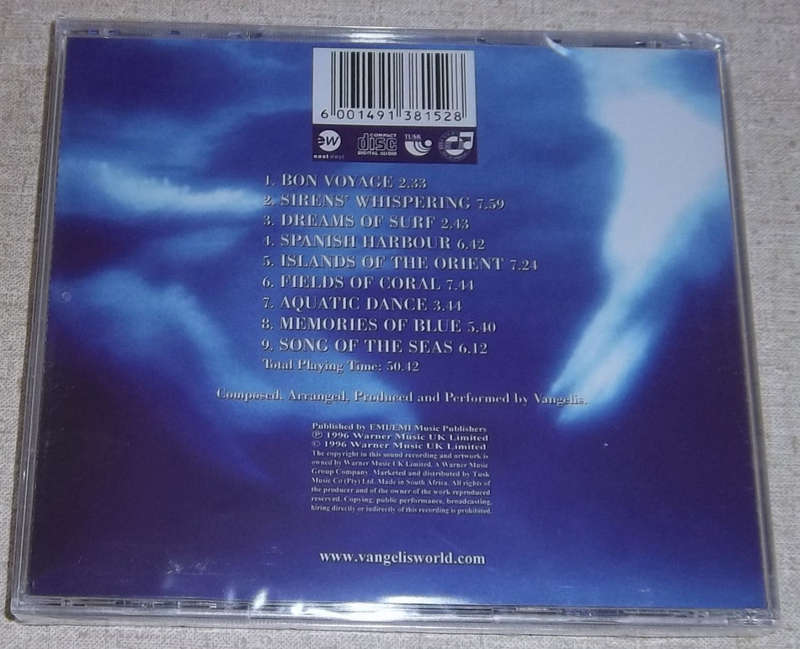 6 001491 381528
ew
east west
COMPACT
disc
DIGITAL AUDIO
TUSK
1. BON VOYAGE 2.33
2. SIRENS' WHISPERING 7.59
3. DREAMS OF SURF 2.43
4. SPANISH HARBOUR 6.42
5. ISLANDS OF THE ORIENT 7.24
6. FIELDS OF CORAL 7.44
7. AQUATIC DANCE 3.44
8. MEMORIES OF BLUE 5.40
9. SONG OF THE SEAS 6.12
Total Playing Time: 50.42
Composed, Arranged, Produced and Performed by Vangelis.
Published by EMI/EMI Music Publishers
℗ 1996 Warner Music UK Limited
© 1996 Warner Music UK Limited
The copyright to this sound recording and artwork is
owned by Warner Music UK Limited, A Warner Music
Group Company. Marketed and distributed by Tusk
Music Co (Pty) Ltd. Made in South Africa. All rights of
the producer and of the owner of the work reproduced
reserved. Copying, public performance, broadcasting,
hiring directly or indirectly of this recording is prohibited.
www.vangelisworld.com